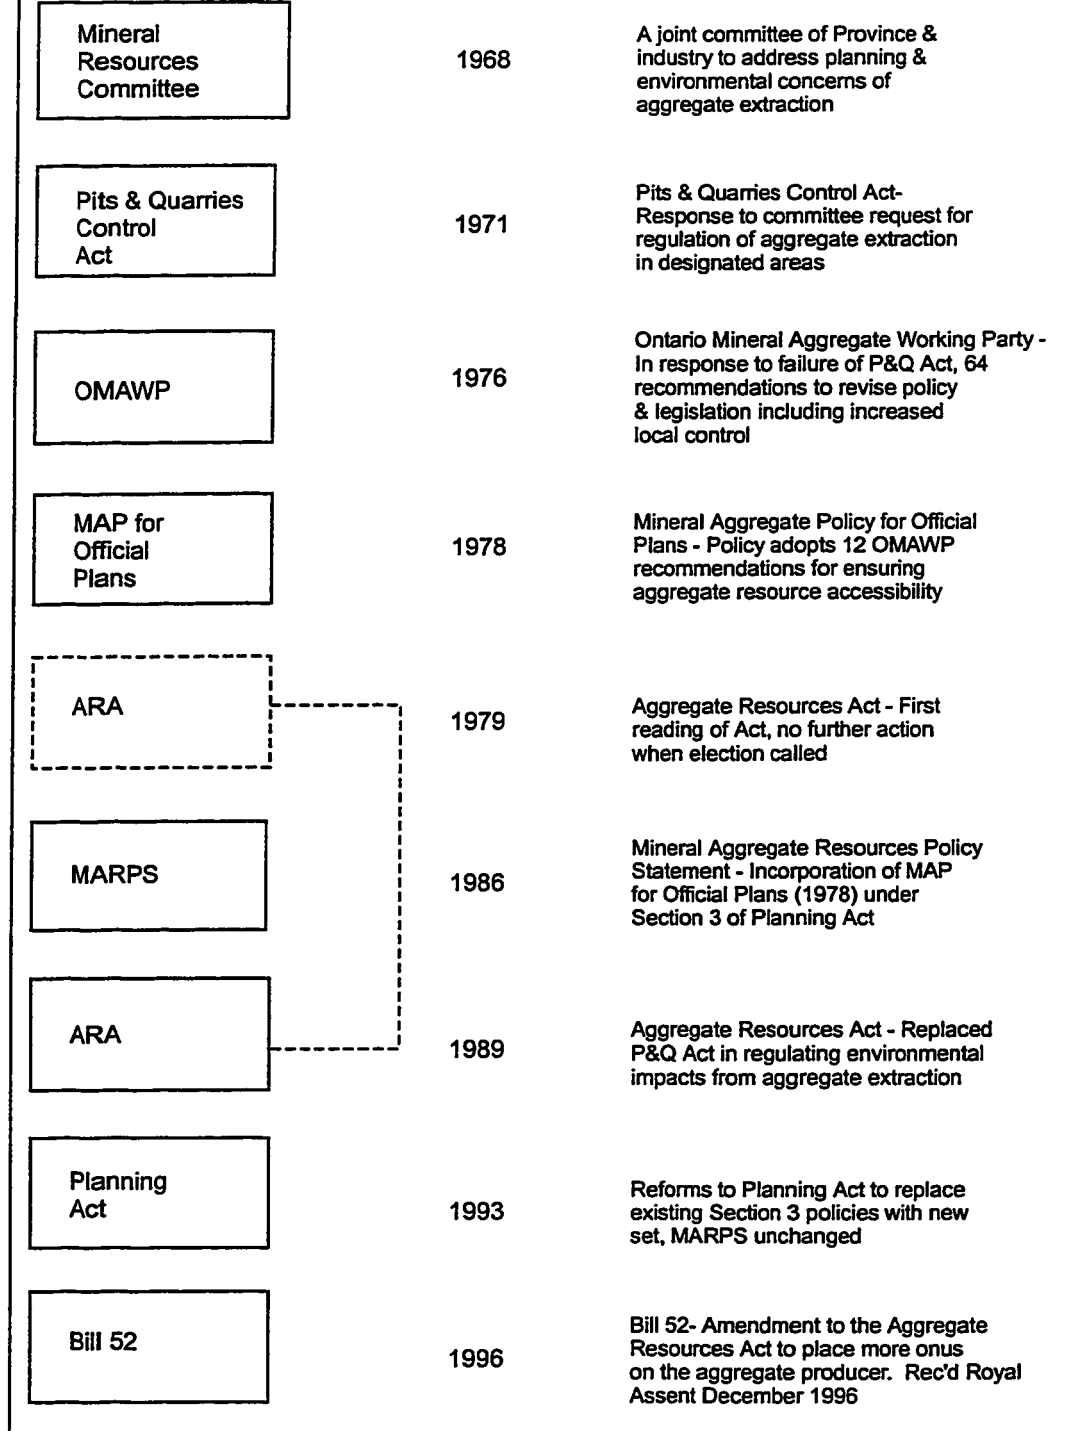 Mineral
Resources
Committee
1968
A joint committee of Province &
industry to address planning &
environmental concerns of
aggregate extraction
Pits & Quarries
Control
Act
1971
Pits & Quarries Control Act-
Response to committee request for
regulation of aggregate extraction
in designated areas
OMAWP
1976
Ontario Mineral Aggregate Working Party -
In response to failure of P&Q Act, 64
recommendations to revise policy
& legislation including increased
local control
MAP for
Official
Plans
1978
Mineral Aggregate Policy for Official
Plans - Policy adopts 12 OMAWP
recommendations for ensuring
aggregate resource accessibility
ARA
1979
Aggregate Resources Act - First
reading of Act, no further action
when election called
MARPS
1986
Mineral Aggregate Resources Policy
Statement - Incorporation of MAP
for Official Plans (1978) under
Section 3 of Planning Act
ARA
1989
Aggregate Resources Act - Replaced
P&Q Act in regulating environmental
impacts from aggregate extraction
Planning
Act
1993
Reforms to Planning Act to replace
existing Section 3 policies with new
set, MARPS unchanged
Bill 52
1996
Bill 52- Amendment to the Aggregate
Resources Act to place more onus
on the aggregate producer. Rec'd Royal
Assent December 1996